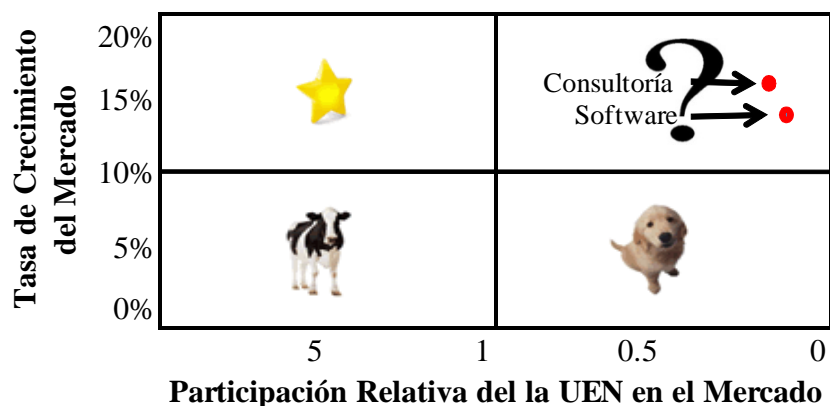 Tasa de Crecimiento
del Mercado
20%
15%
10%
5%
0%
?
Consultoría
Software
5 1 0.5 0
Participación Relativa del la UEN en el Mercado